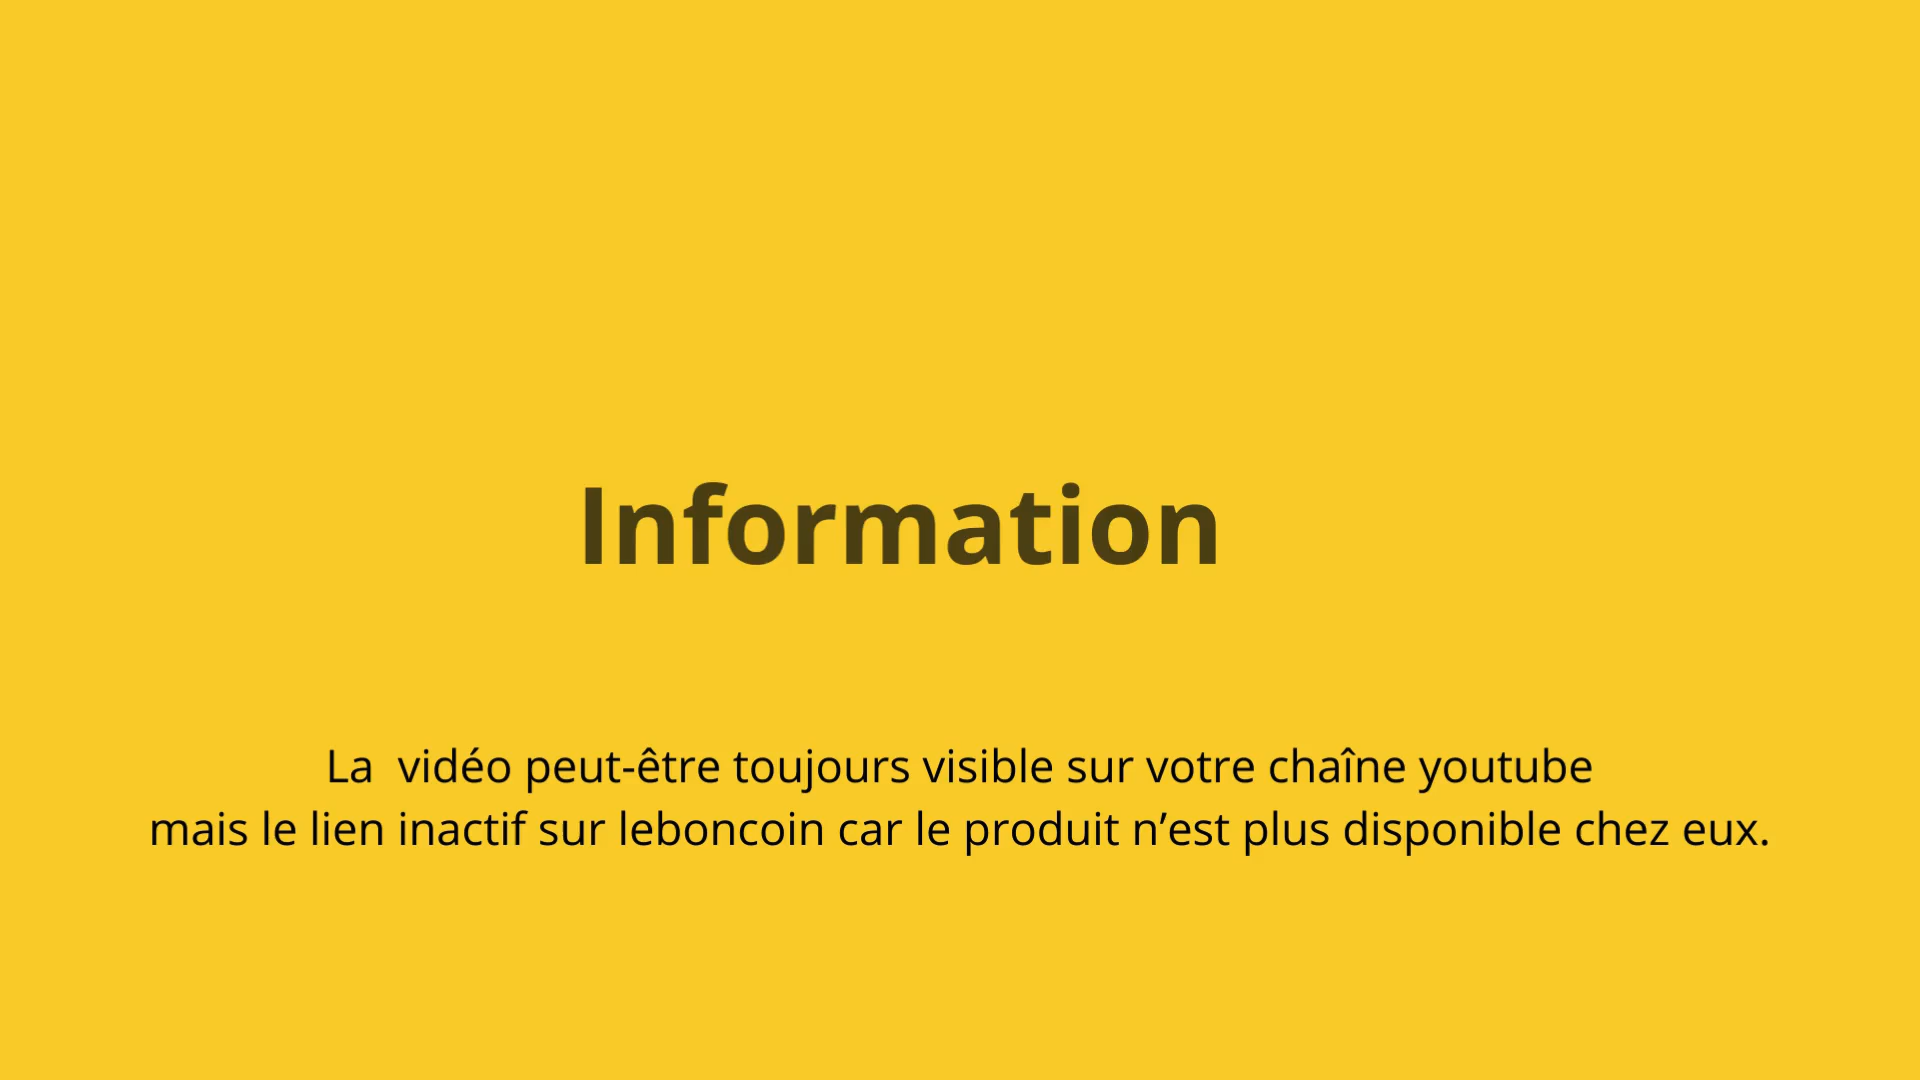 Information
La  vidéo peut-être toujours visible sur votre chaîne youtube
mais le lien inactif sur leboncoin car le produit n’est plus disponible chez eux.